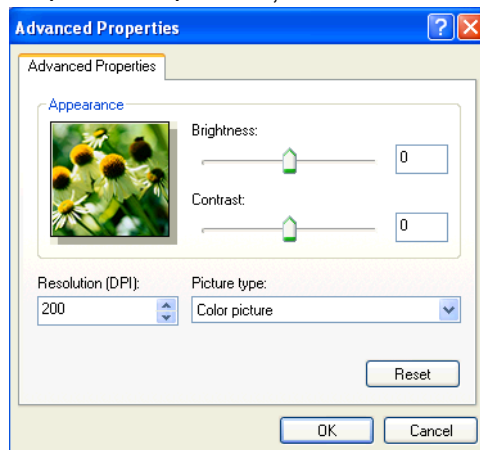 Advanced Properties
Advanced Properties
Appearance
Brightness:
0
Contrast:
0
Resolution (DPI):
Picture type:
200
Color picture
Reset
OK
Cancel